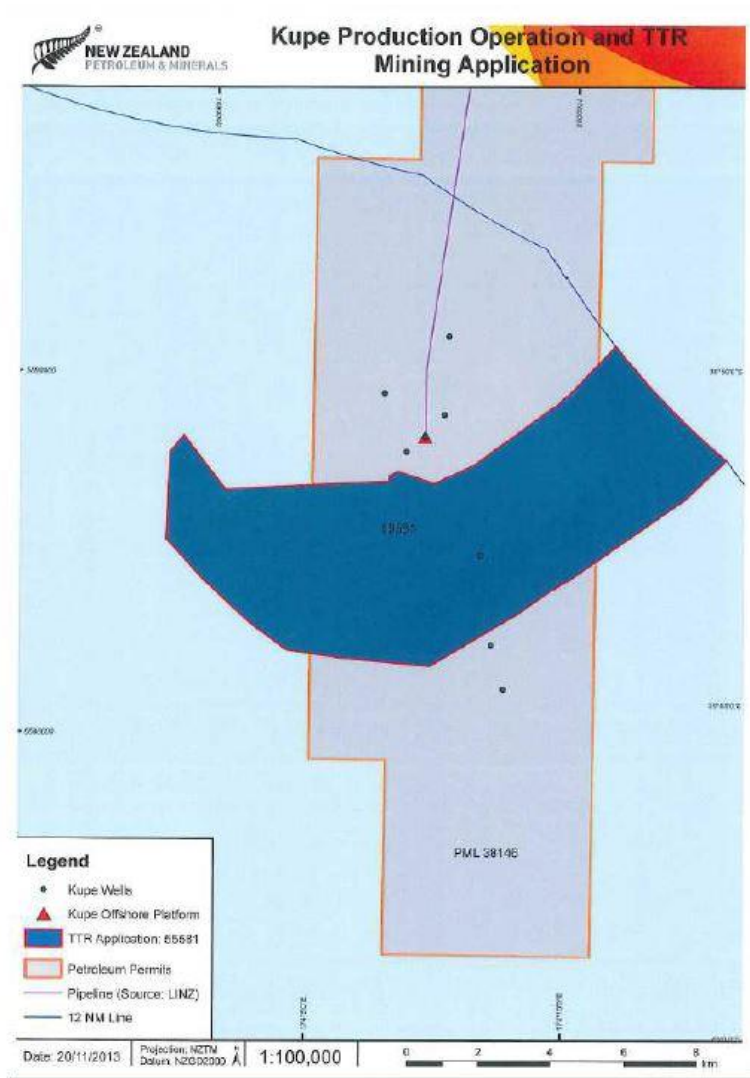 NEW ZEALAND
PETROLEUM & MINERALS
Kupe Production Operation and TTR
Mining Application
PML 38146
Legend
Kupe Wells
Kupe Offshore Platform
TTR Application: 55581
Petroleum Permits
Pipeline (Source: LINZ)
12 NM Line
Date: 20/11/2013
Projection: NZTM
Datum: NZGD2000
1:100,000
0 2 4 6 8
km